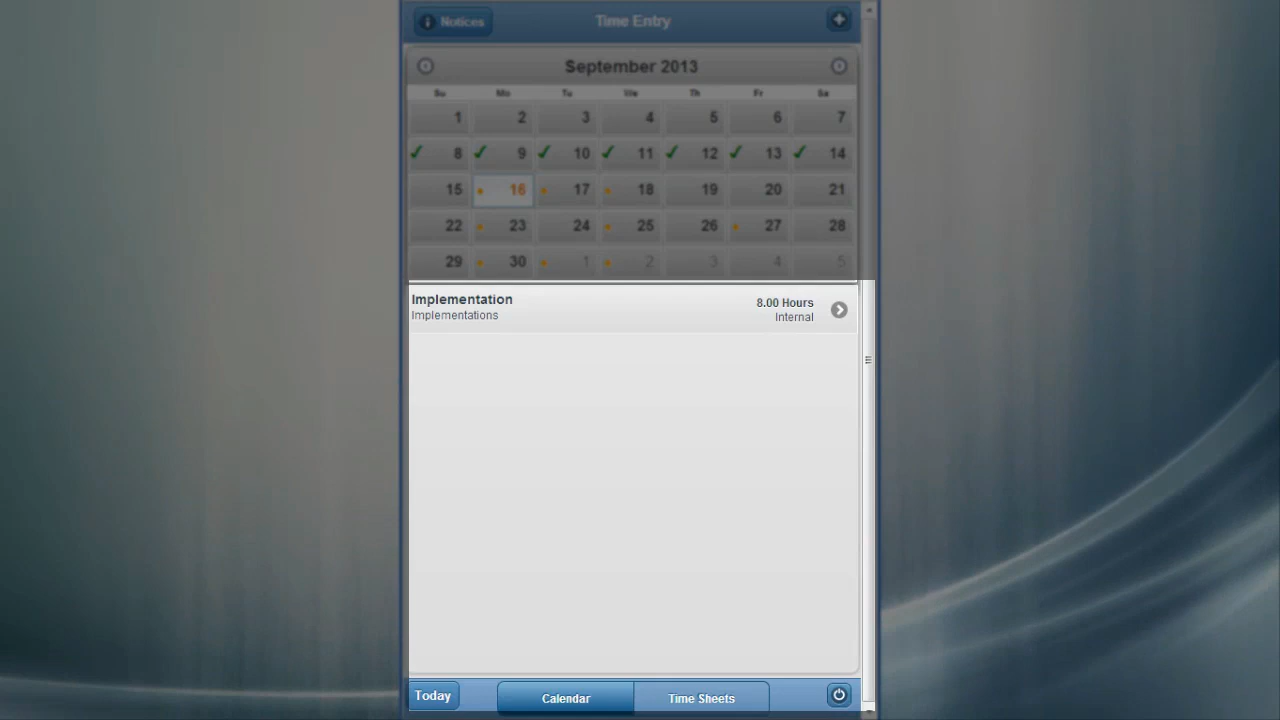 Notices Time Entry
September 2013
Su Mo Tu We Th Fr Sa
1 2 3 4 5 6 7
8 9 10 11 12 13 14
15 16 17 18 19 20 21
22 23 24 25 26 27 28
29 30 1 2 3 4 5
Implementation 8.00 Hours
Implementations Internal
Today Calendar Time Sheets